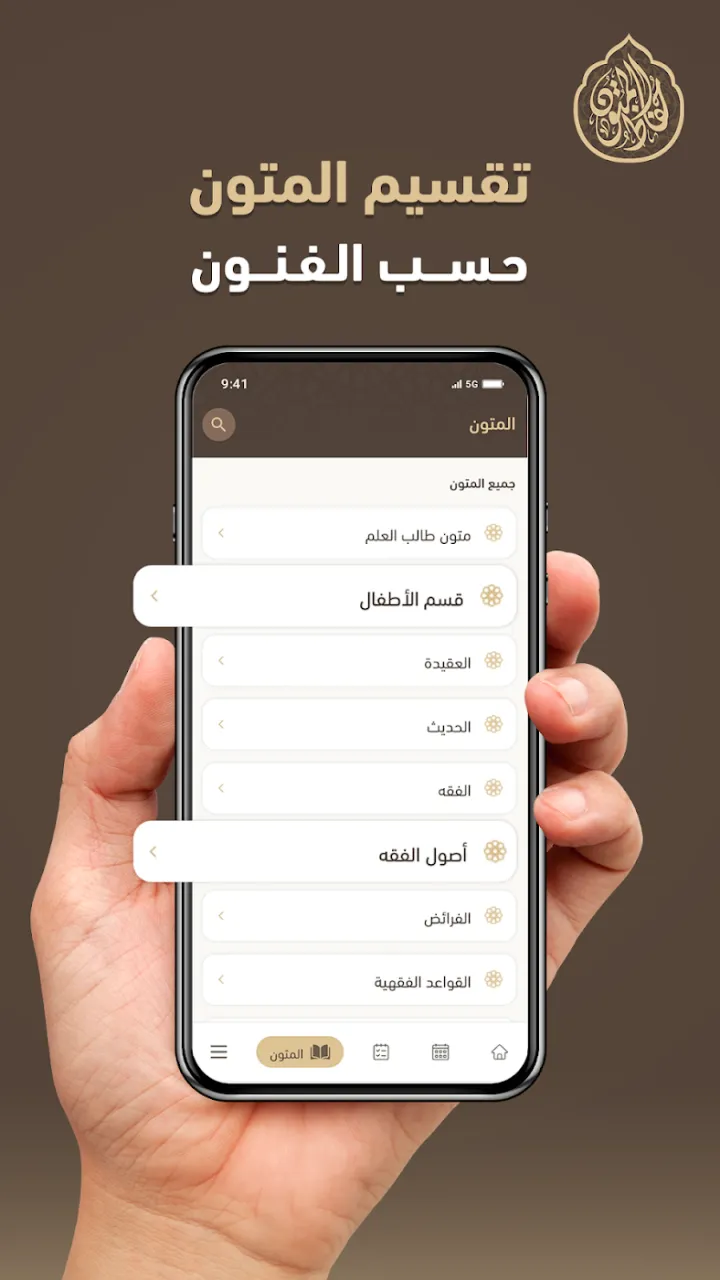 تقسيم المتون
حسب الفنون
9:41
5G
المتون
جميع المتون
متون طالب العلم
قسم الأطفال
العقيدة
الحديث
الفقه
أصول الفقه
الفرائض
القواعد الفقهية
المتون